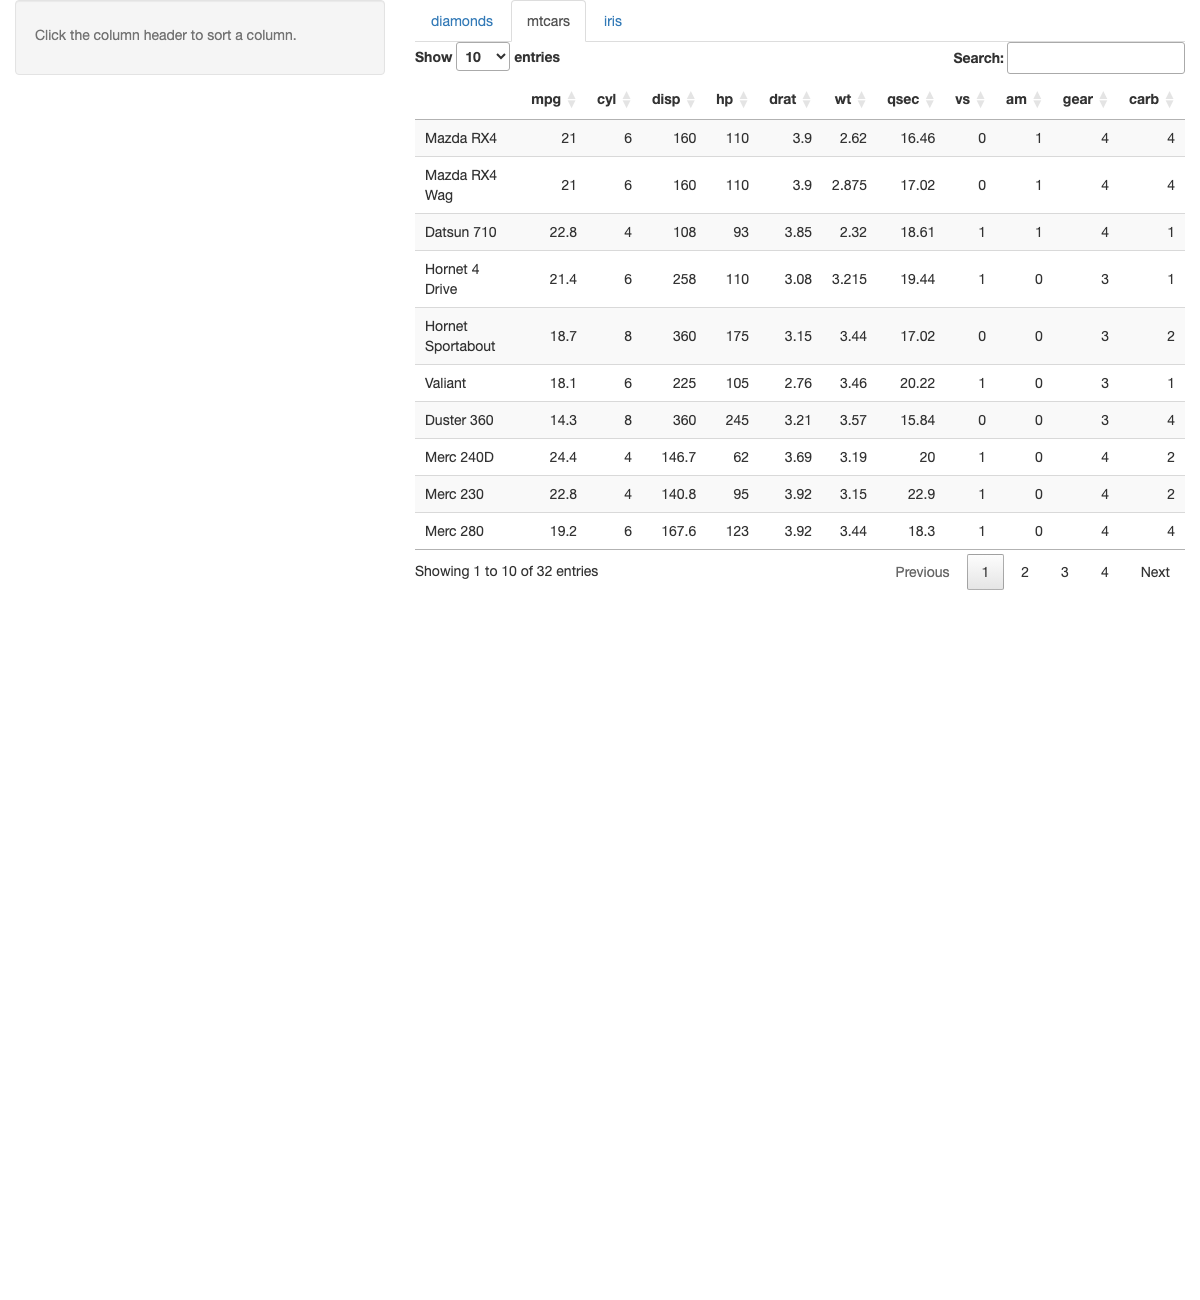 Click the column header to sort a column.
diamonds mtcars iris
Show 10 entries Search:
mpg cyl disp hp drat wt qsec vs am gear carb
Mazda RX4 21 6 160 110 3.9 2.62 16.46 0 1 4 4
Mazda RX4
Wag 21 6 160 110 3.9 2.875 17.02 0 1 4 4
Datsun 710 22.8 4 108 93 3.85 2.32 18.61 1 1 4 1
Hornet 4
Drive 21.4 6 258 110 3.08 3.215 19.44 1 0 3 1
Hornet
Sportabout 18.7 8 360 175 3.15 3.44 17.02 0 0 3 2
Valiant 18.1 6 225 105 2.76 3.46 20.22 1 0 3 1
Duster 360 14.3 8 360 245 3.21 3.57 15.84 0 0 3 4
Merc 240D 24.4 4 146.7 62 3.69 3.19 20 1 0 4 2
Merc 230 22.8 4 140.8 95 3.92 3.15 22.9 1 0 4 2
Merc 280 19.2 6 167.6 123 3.92 3.44 18.3 1 0 4 4
Showing 1 to 10 of 32 entries Previous 1 2 3 4 Next